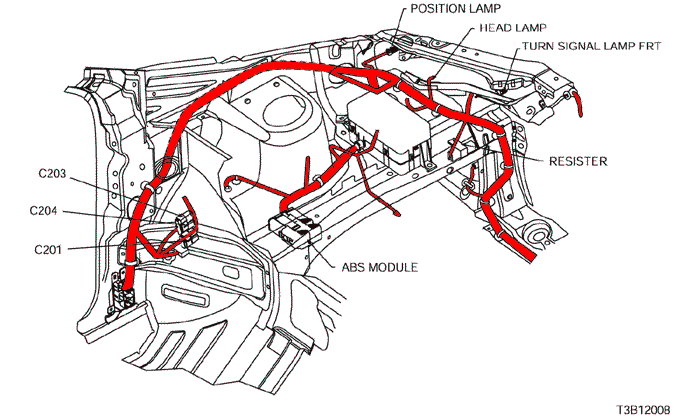 POSITION LAMP
HEAD LAMP
TURN SIGNAL LAMP FRT
RESISTER
C203
C204
C201
ABS MODULE
T3B12008